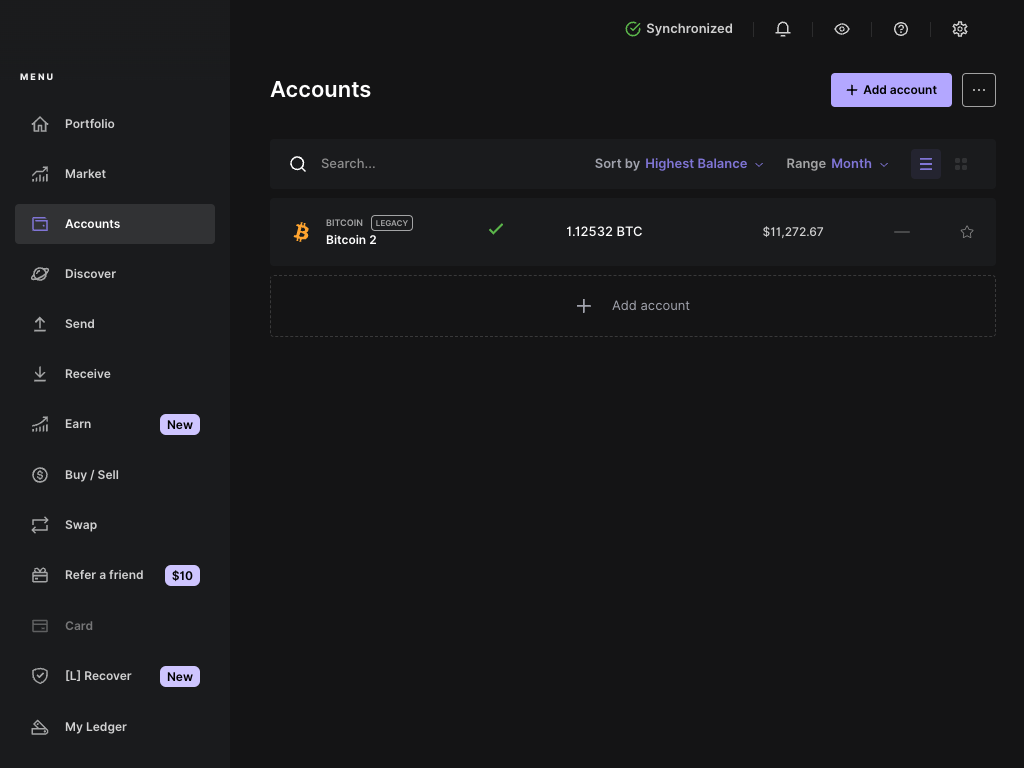 Synchronized
MENU
Portfolio
Market
Accounts
Discover
Send
Receive
Earn New
Buy / Sell
Swap
Refer a friend $10
Card
[L] Recover New
My Ledger
Accounts
Add account
Search...
Sort by Highest Balance
Range Month
BITCOIN LEGACY
Bitcoin 2
1.12532 BTC
$11,272.67
—
Add account